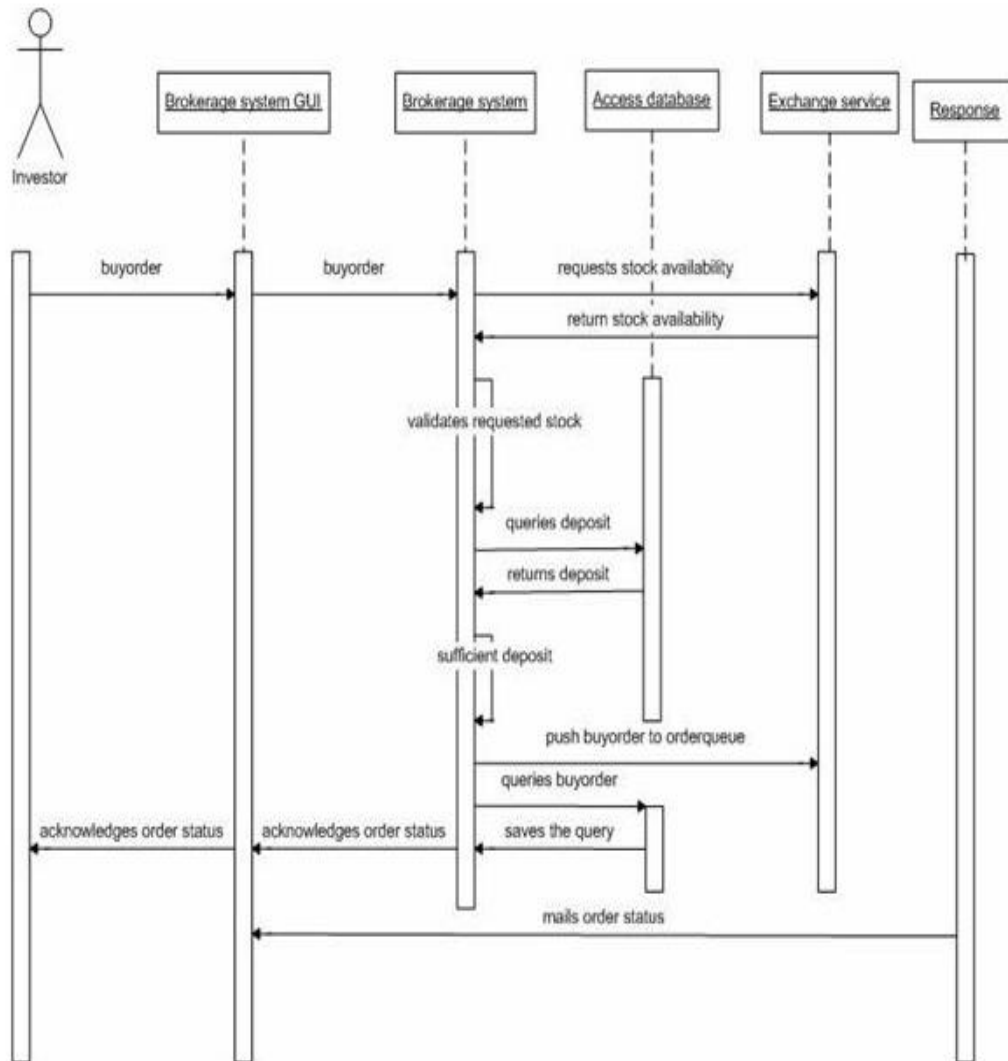 Brokerage system GUI
Brokerage system
Access database
Exchange service
Response
Investor
buyorder
buyorder
requests stock availability
return stock availability
validates requested stock
queries deposit
returns deposit
sufficient deposit
push buyorder to orderqueue
queries buyorder
acknowledges order status
acknowledges order status
saves the query
mails order status